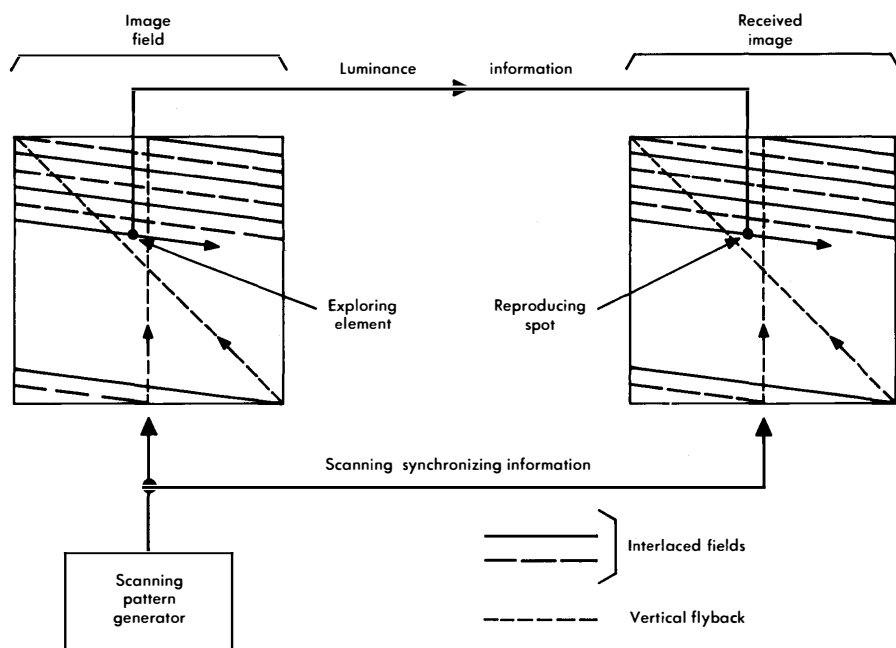 Image
field
Received
image
Luminance information
Exploring
element
Reproducing
spot
Scanning synchronizing information
Scanning
pattern
generator
Interlaced fields
Vertical flyback